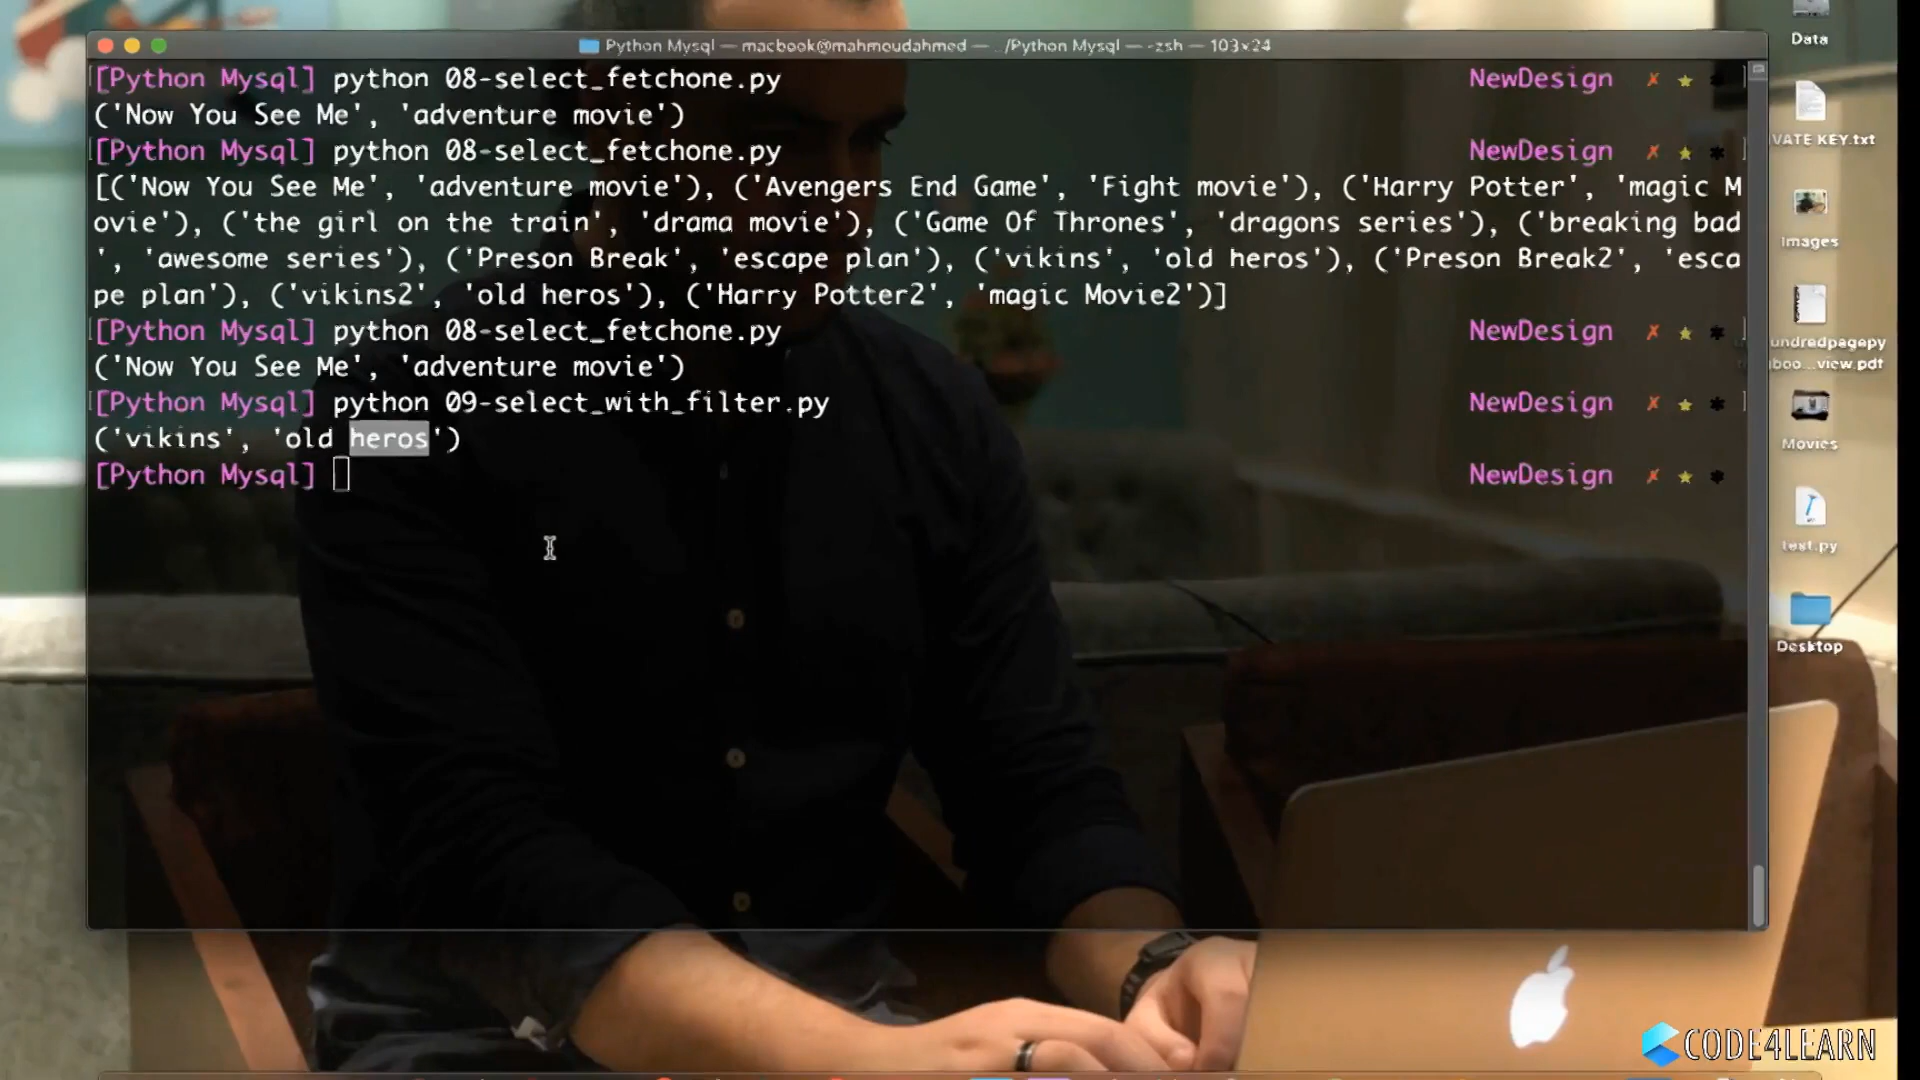 Python Mysql — macbook@mahmoudahmed — ../Python Mysql — -zsh — 103×24
[Python Mysql] python 08-select_fetchone.py NewDesign ✗ ★ ✱
('Now You See Me', 'adventure movie')
[Python Mysql] python 08-select_fetchone.py NewDesign ✗ ★ ✱
[('Now You See Me', 'adventure movie'), ('Avengers End Game', 'Fight movie'), ('Harry Potter', 'magic M
ovie'), ('the girl on the train', 'drama movie'), ('Game Of Thrones', 'dragons series'), ('breaking bad
', 'awesome series'), ('Preson Break', 'escape plan'), ('vikins', 'old heros'), ('Preson Break2', 'esca
pe plan'), ('vikins2', 'old heros'), ('Harry Potter2', 'magic Movie2')]
[Python Mysql] python 08-select_fetchone.py NewDesign ✗ ★ ✱
('Now You See Me', 'adventure movie')
[Python Mysql] python 09-select_with_filter.py NewDesign ✗ ★ ✱
('vikins', 'old heros')
[Python Mysql] NewDesign ✗ ★ ✱
Data
VATE KEY.txt
Images
undredpagepy
boo...view.pdf
Movies
test.py
Desktop
CODE4LEARN